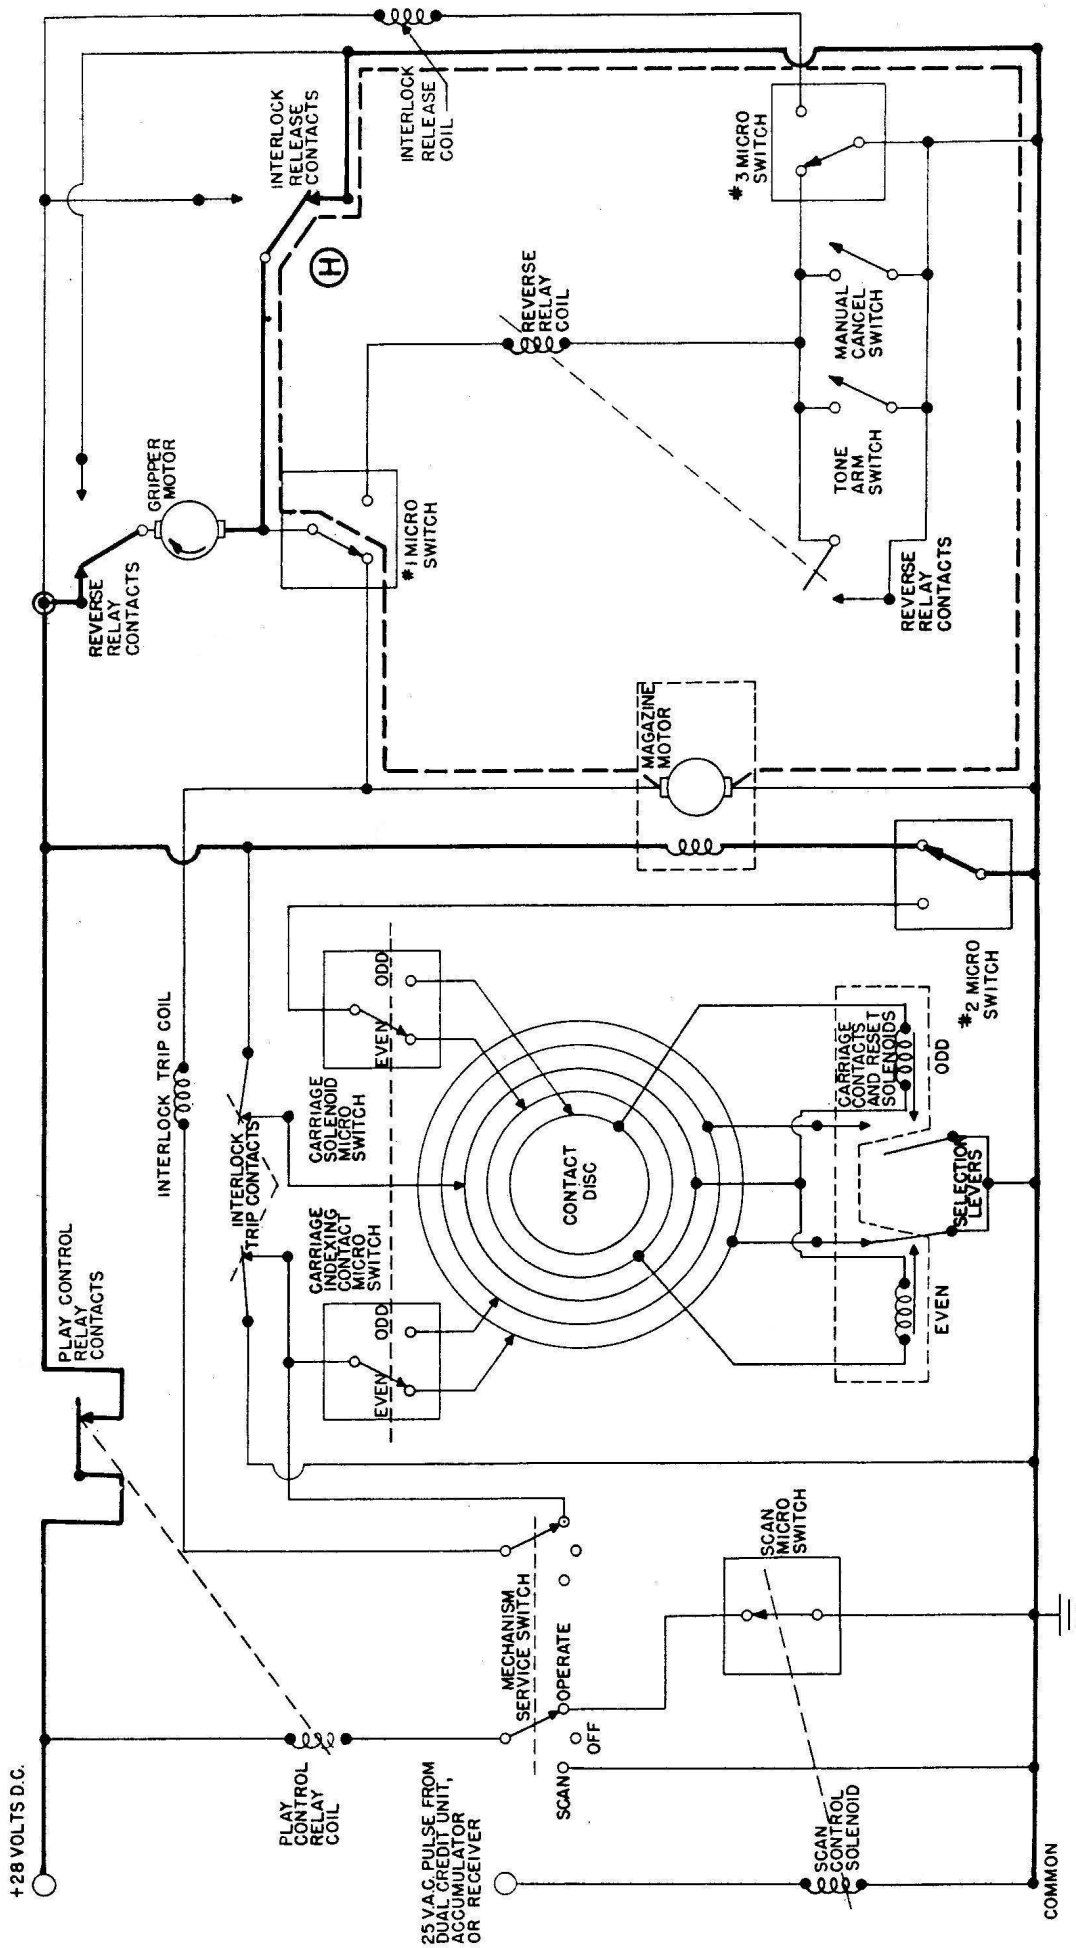 +28 VOLTS D.C.
PLAY
CONTROL
RELAY
COIL
25 V.A.C. PULSE FROM
DUAL CREDIT UNIT,
ACCUMULATOR
OR RECEIVER
SCAN
CONTROL
SOLENOID
COMMON
MECHANISM
SERVICE SWITCH
SCAN
OFF
OPERATE
SCAN
MICRO
SWITCH
PLAY CONTROL
RELAY
CONTACTS
INTERLOCK TRIP COIL
INTERLOCK
TRIP CONTACTS
CARRIAGE
INDEXING
CONTACT
MICRO
SWITCH
EVEN
ODD
CARRIAGE
SOLENOID
MICRO
SWITCH
EVEN
ODD
CONTACT
DISC
CARRIAGE
CONTACTS
AND RESET
SOLENOIDS
EVEN
ODD
SELECTION
LEVERS
#2 MICRO
SWITCH
MAGAZINE
MOTOR
REVERSE
RELAY
CONTACTS
GRIPPER
MOTOR
#1 MICRO
SWITCH
REVERSE
RELAY
COIL
REVERSE
RELAY
CONTACTS
TONE
ARM
SWITCH
MANUAL
CANCEL
SWITCH
#3 MICRO
SWITCH
H
INTERLOCK
RELEASE
CONTACTS
INTERLOCK
RELEASE
COIL